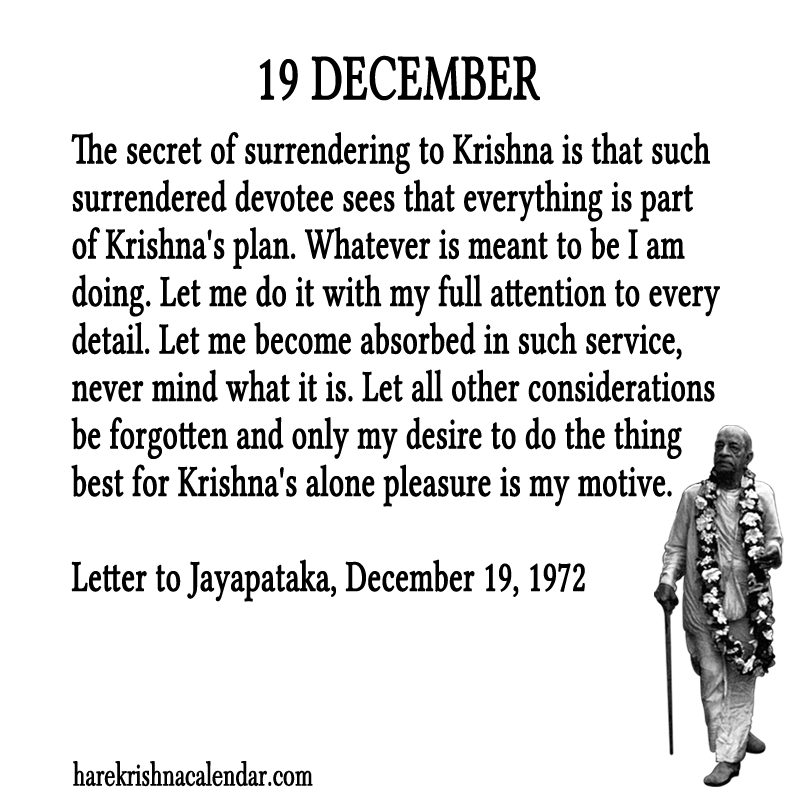 19 DECEMBER
The secret of surrendering to Krishna is that such
surrendered devotee sees that everything is part
of Krishna's plan. Whatever is meant to be I am
doing. Let me do it with my full attention to every
detail. Let me become absorbed in such service,
never mind what it is. Let all other considerations
be forgotten and only my desire to do the thing
best for Krishna's alone pleasure is my motive.
Letter to Jayapataka, December 19, 1972
harekrishnacalendar.com